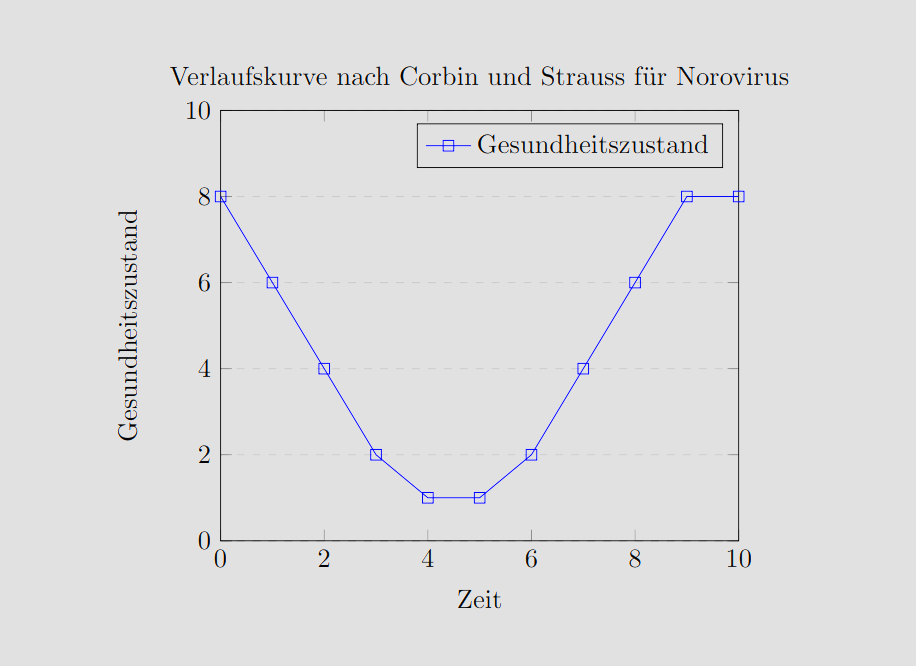 Verlaufskurve nach Corbin und Strauss für Norovirus
10
Gesundheitszustand
8
6
4
2
0
Gesundheitszustand
0 2 4 6 8 10
Zeit